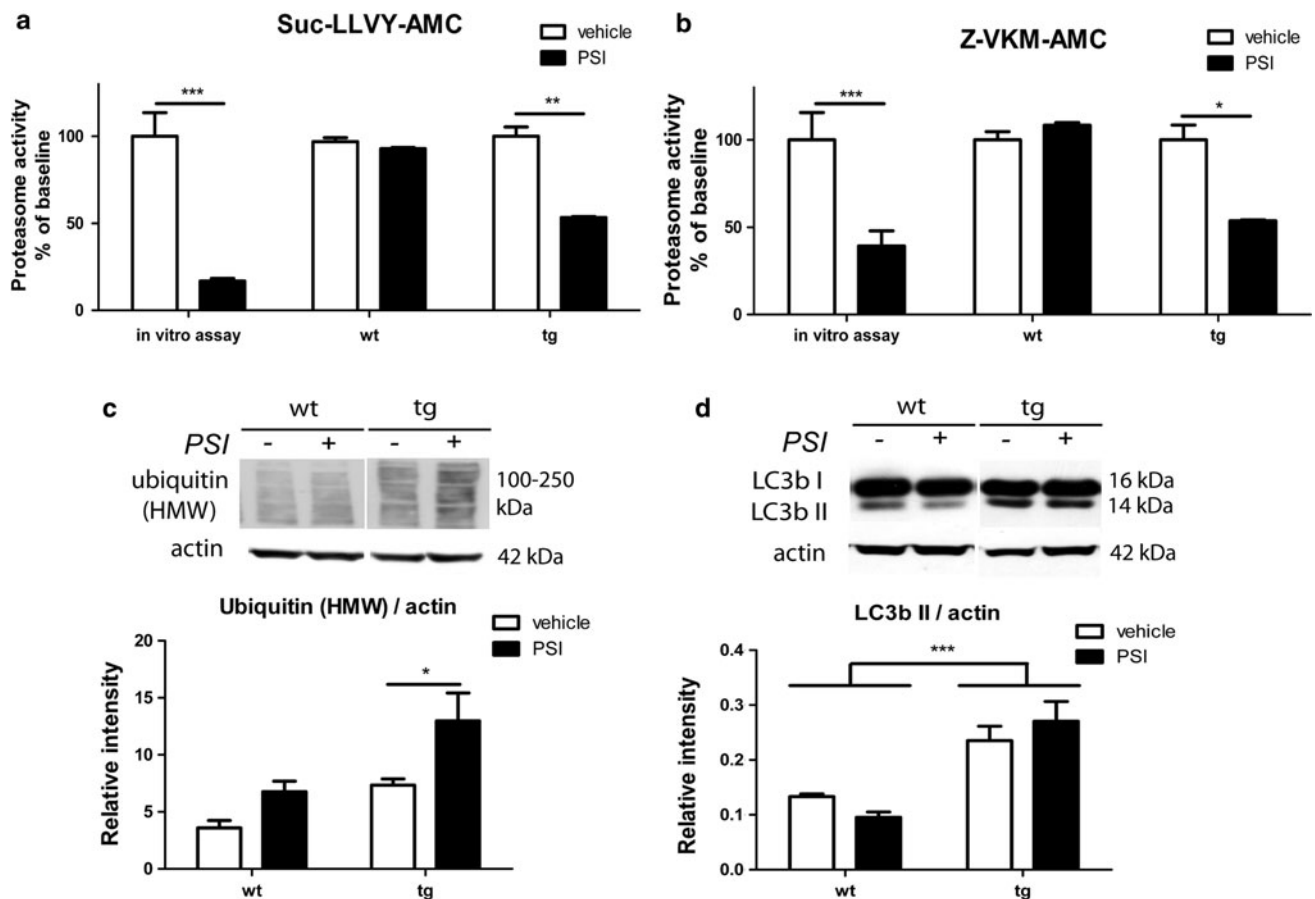 a
Suc-LLVY-AMC
vehicle
PSI
Proteasome activity
% of baseline
100
50
0
***
**
in vitro assay
wt
tg
b
Z-VKM-AMC
vehicle
PSI
Proteasome activity
% of baseline
100
50
0
***
*
in vitro assay
wt
tg
c
wt tg
PSI - + - +
ubiquitin
(HMW)
100-250
kDa
actin 42 kDa
Ubiquitin (HMW) / actin
vehicle
PSI
Relative intensity
20
15
10
5
0
*
wt
tg
d
wt tg
PSI - + - +
LC3b I 16 kDa
LC3b II 14 kDa
actin 42 kDa
LC3b II / actin
vehicle
PSI
Relative intensity
0.4
0.3
0.2
0.1
0.0
***
wt
tg